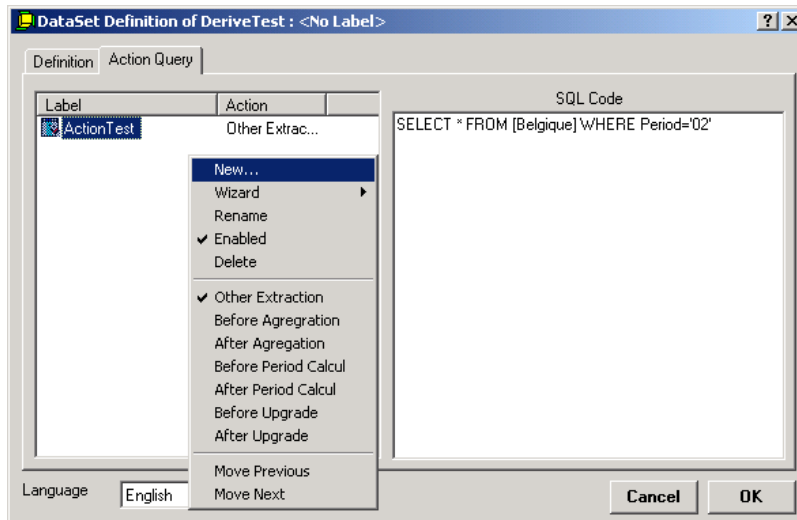 DataSet Definition of DeriveTest : <No Label>
Definition Action Query
Label Action
ActionTest Other Extrac...
SQL Code
SELECT * FROM [Belgique] WHERE Period='02'
New...
Wizard
Rename
Enabled
Delete
Other Extraction
Before Agregration
After Agregation
Before Period Calcul
After Period Calcul
Before Upgrade
After Upgrade
Move Previous
Move Next
Language English
Cancel OK